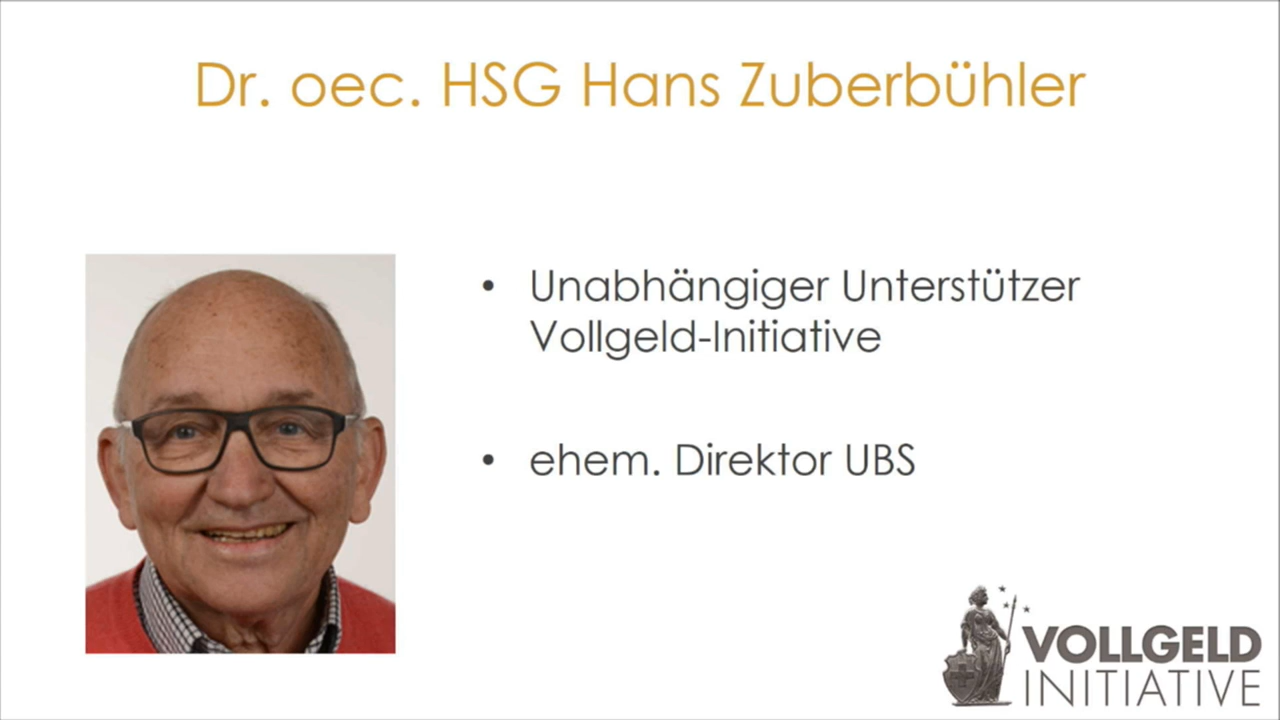 Dr. oec. HSG Hans Zuberbühler
• Unabhängiger Unterstützer
Vollgeld-Initiative
• ehem. Direktor UBS
VOLLGELD
INITIATIVE